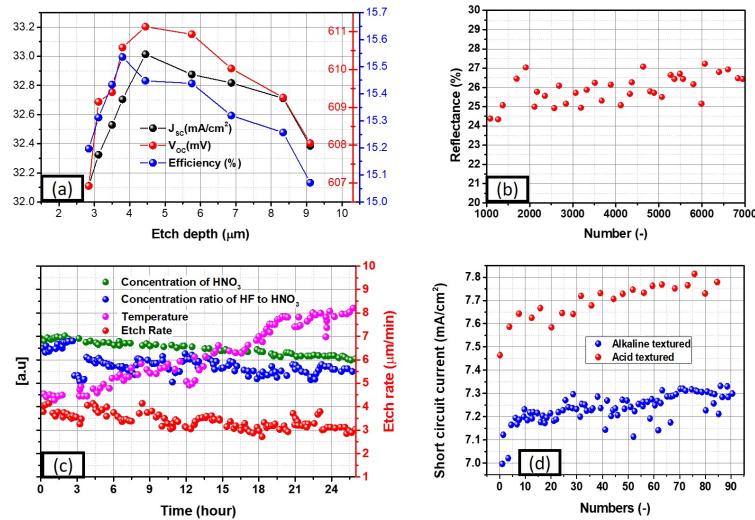 33.2
33.0
32.8
32.6
32.4
32.2
32.0
611
610
609
608
607
15.7
15.6
15.5
15.4
15.3
15.2
15.1
15.0
J_SC(mA/cm²)
V_OC(mV)
Efficiency (%)
(a)
2 3 4 5 6 7 8 9 10
Etch depth (μm)
Reflectance (%)
30
29
28
27
26
25
24
23
22
21
20
(b)
1000 2000 3000 4000 5000 6000 7000
Number (-)
[a.u]
Concentration of HNO₃
Concentration ratio of HF to HNO₃
Temperature
Etch Rate
10
9
8
7
6
5
4
3
2
1
Etch rate (μm/min)
(c)
0 3 6 9 12 15 18 21 24
Time (hour)
Short circuit current (mA/cm²)
7.8
7.7
7.6
7.5
7.4
7.3
7.2
7.1
7.0
Alkaline textured
Acid textured
(d)
0 10 20 30 40 50 60 70 80 90
Numbers (-)